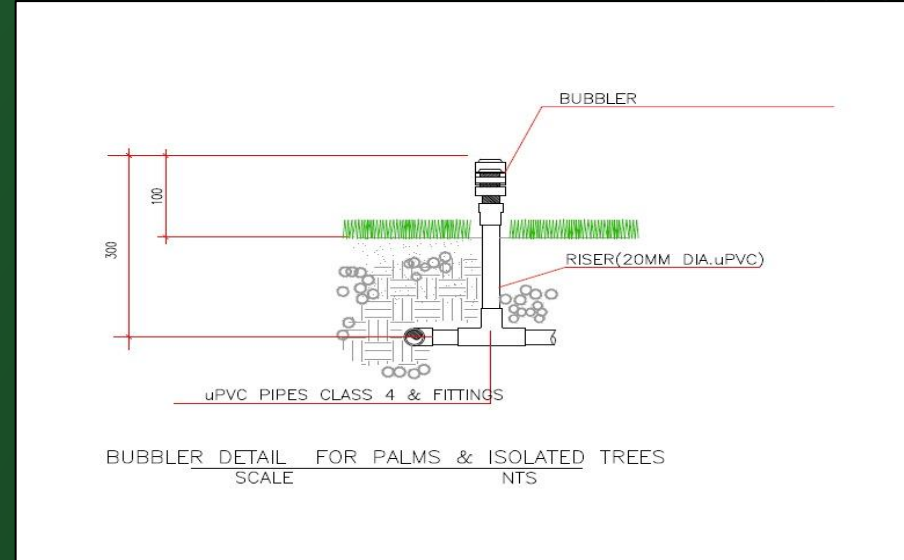 BUBBLER
100
300
RISER(20MM DIA.uPVC)
uPVC PIPES CLASS 4 & FITTINGS
BUBBLER DETAIL FOR PALMS & ISOLATED TREES
SCALE NTS